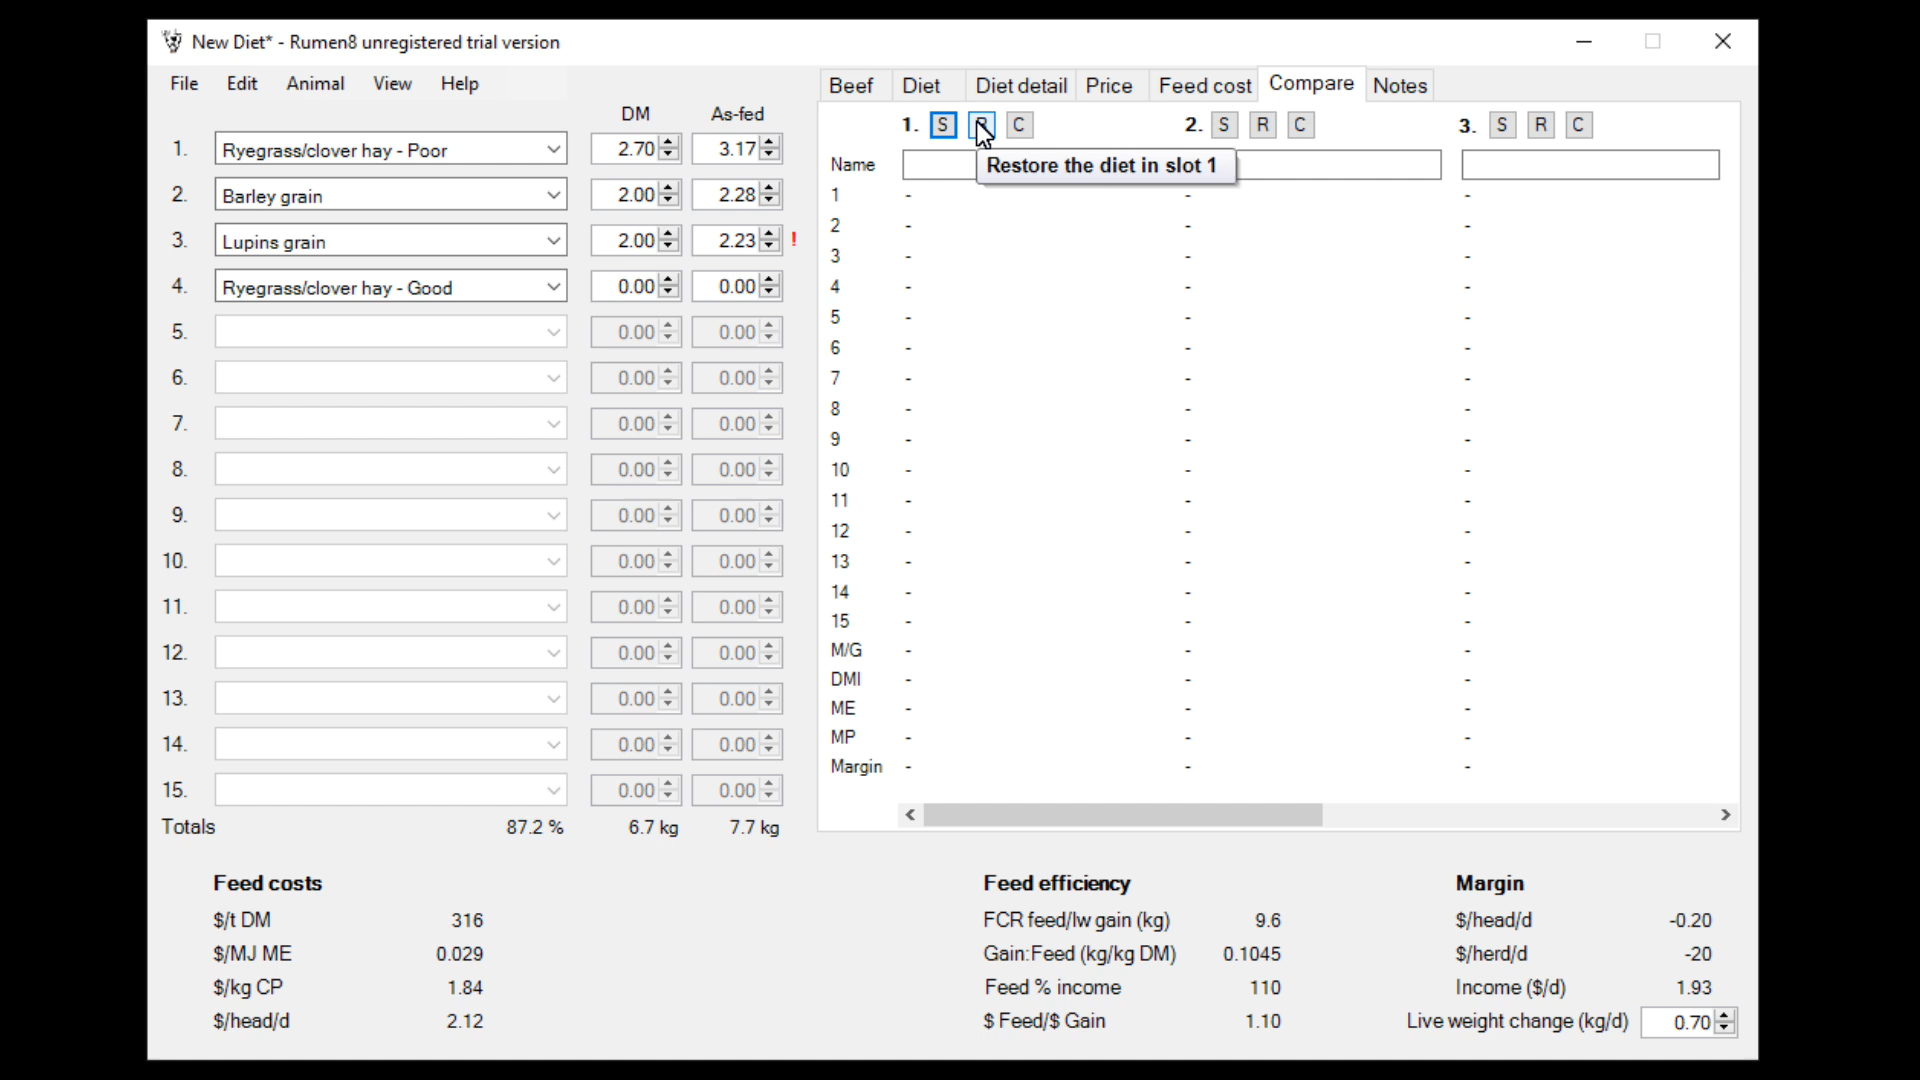 New Diet* - Rumen8 unregistered trial version
File Edit Animal View Help
Beef Diet Diet detail Price Feed cost Compare Notes
DM As-fed
1. S C 2. S R C 3. S R C
Restore the diet in slot 1
Name
1. Ryegrass/clover hay - Poor 2.70 3.17
2. Barley grain 2.00 2.28
3. Lupins grain 2.00 2.23 !
4. Ryegrass/clover hay - Good 0.00 0.00
5. 0.00 0.00
6. 0.00 0.00
7. 0.00 0.00
8. 0.00 0.00
9. 0.00 0.00
10. 0.00 0.00
11. 0.00 0.00
12. 0.00 0.00
13. 0.00 0.00
14. 0.00 0.00
15. 0.00 0.00
Totals 87.2 % 6.7 kg 7.7 kg
1 - - -
2 - - -
3 - - -
4 - - -
5 - - -
6 - - -
7 - - -
8 - - -
9 - - -
10 - - -
11 - - -
12 - - -
13 - - -
14 - - -
15 - - -
M/G - - -
DMI - - -
ME - - -
MP - - -
Margin - - -
Feed costs
$/t DM 316
$/MJ ME 0.029
$/kg CP 1.84
$/head/d 2.12
Feed efficiency
FCR feed/lw gain (kg) 9.6
Gain:Feed (kg/kg DM) 0.1045
Feed % income 110
$ Feed/$ Gain 1.10
Margin
$/head/d -0.20
$/herd/d -20
Income ($/d) 1.93
Live weight change (kg/d) 0.70